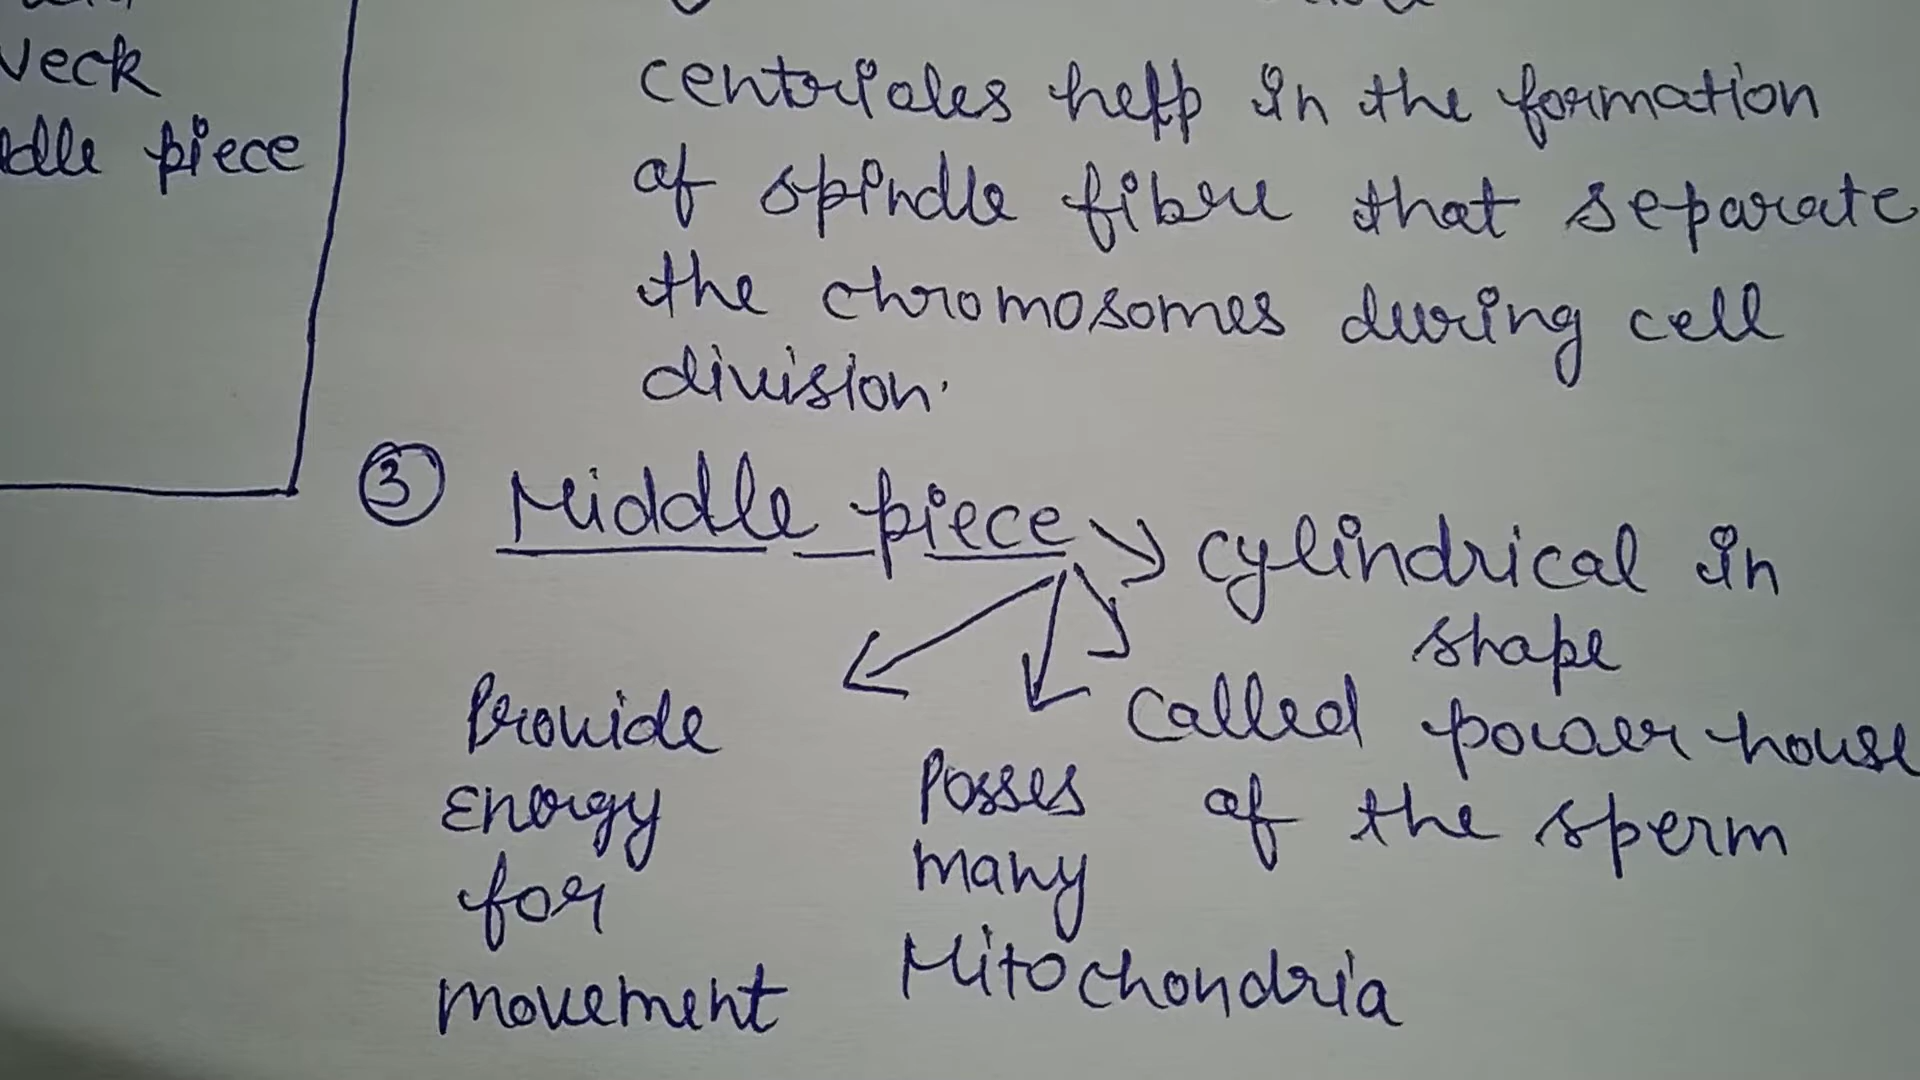 Neck
piece
centrioles help in the formation
of spindle fibre that separate
the chromosomes during cell
division.
③ Middle piece → cylindrical in
shape
Provide
Energy
for
movement
Posses
many
Mitochondria
Called power house
of the sperm